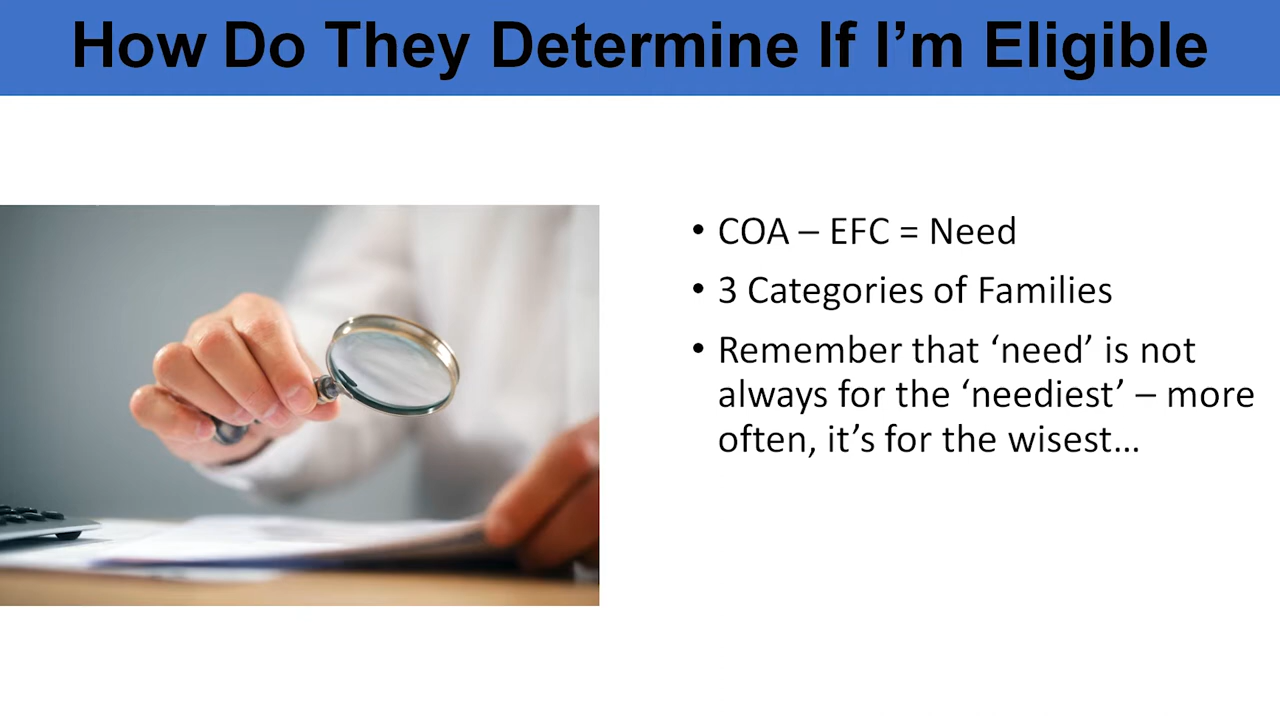 How Do They Determine If I’m Eligible
• COA – EFC = Need
• 3 Categories of Families
• Remember that ‘need’ is not
always for the ‘neediest’ – more
often, it’s for the wisest…